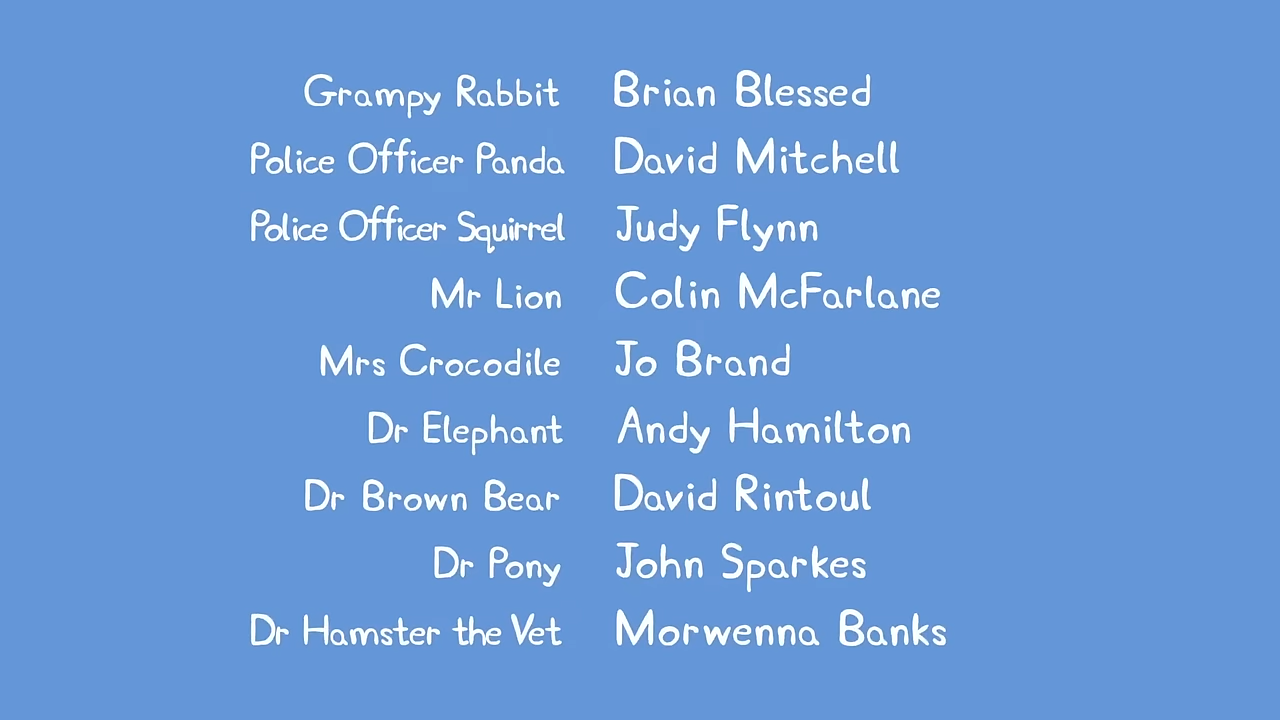 Grampy Rabbit Brian Blessed
Police Officer Panda David Mitchell
Police Officer Squirrel Judy Flynn
Mr Lion Colin McFarlane
Mrs Crocodile Jo Brand
Dr Elephant Andy Hamilton
Dr Brown Bear David Rintoul
Dr Pony John Sparkes
Dr Hamster the Vet Morwenna Banks